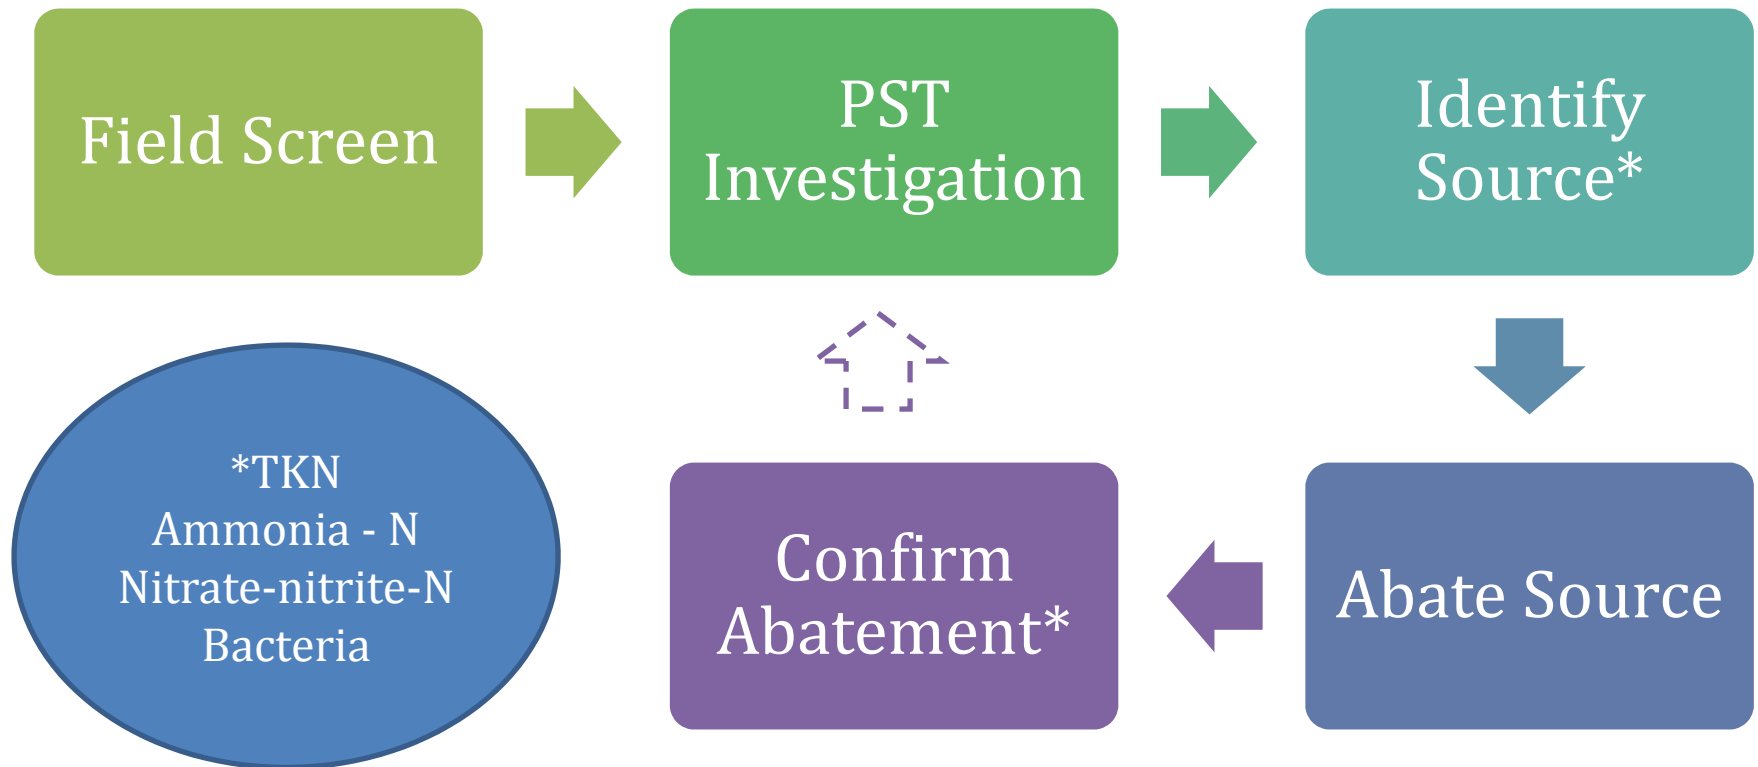 Field Screen
PST
Investigation
Identify
Source*
*TKN
Ammonia - N
Nitrate-nitrite-N
Bacteria
Confirm
Abatement*
Abate Source